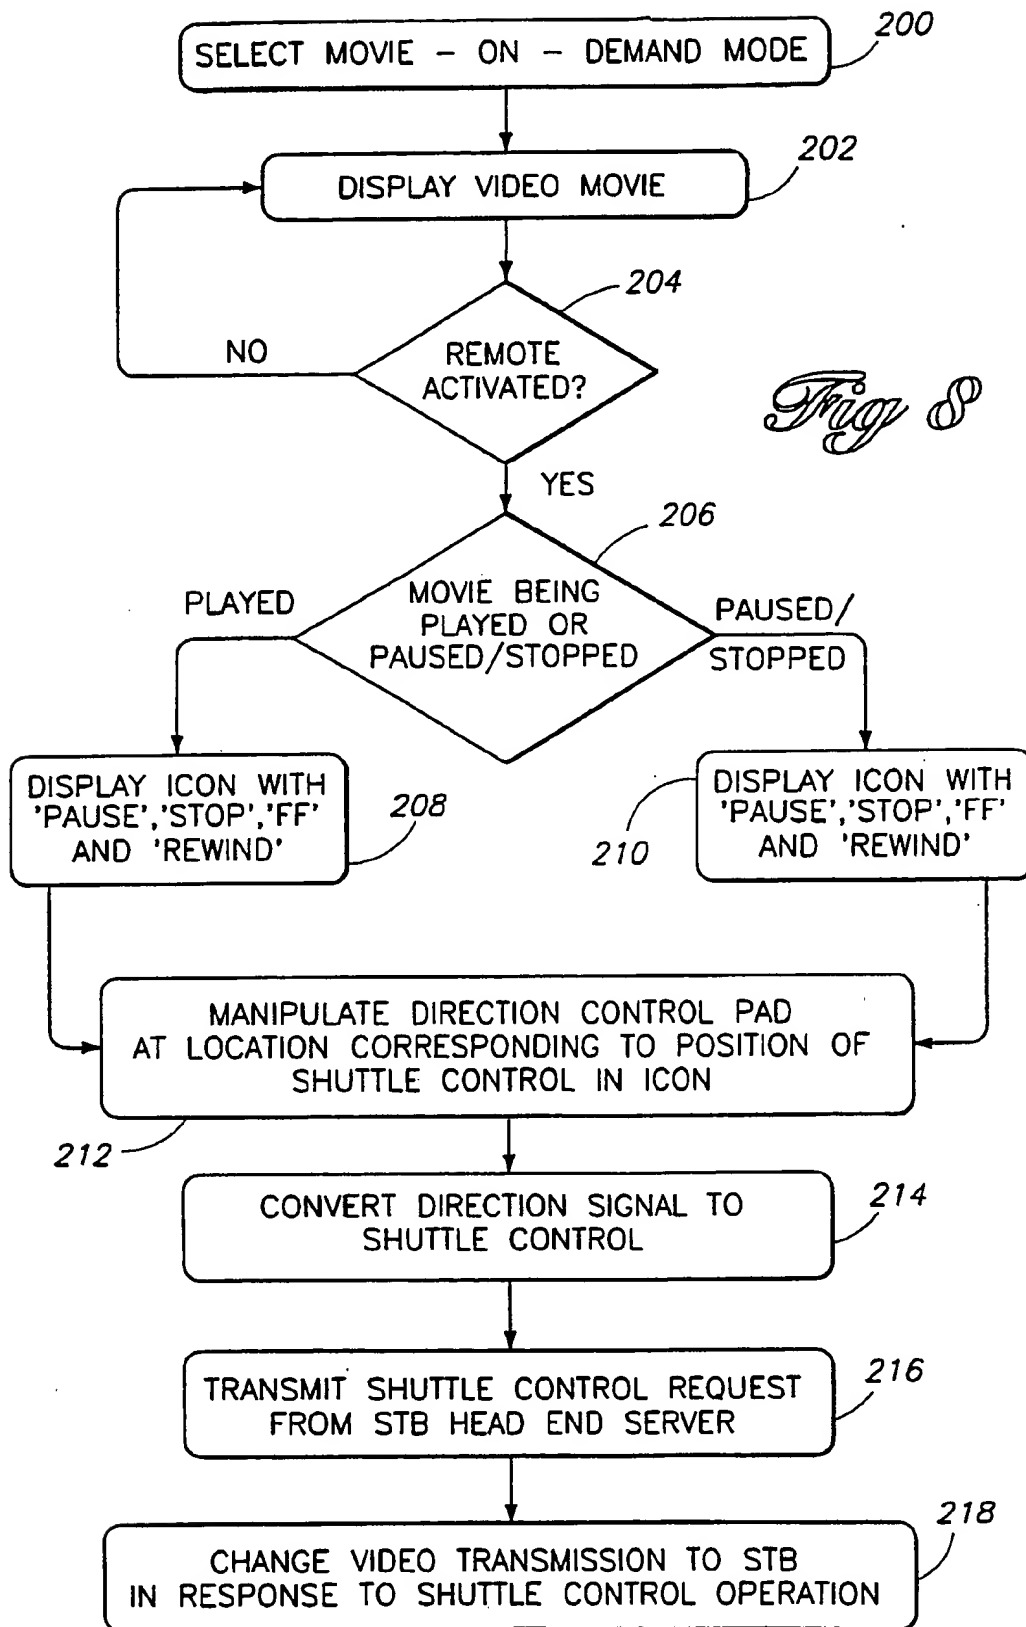 SELECT MOVIE - ON - DEMAND MODE
200
DISPLAY VIDEO MOVIE
202
REMOTE
ACTIVATED?
204
NO
YES
Fig 8
MOVIE BEING
PLAYED OR
PAUSED/STOPPED
206
PLAYED
PAUSED/
STOPPED
DISPLAY ICON WITH
'PAUSE','STOP','FF'
AND 'REWIND'
208
DISPLAY ICON WITH
'PAUSE','STOP','FF'
AND 'REWIND'
210
MANIPULATE DIRECTION CONTROL PAD
AT LOCATION CORRESPONDING TO POSITION OF
SHUTTLE CONTROL IN ICON
212
CONVERT DIRECTION SIGNAL TO
SHUTTLE CONTROL
214
TRANSMIT SHUTTLE CONTROL REQUEST
FROM STB HEAD END SERVER
216
CHANGE VIDEO TRANSMISSION TO STB
IN RESPONSE TO SHUTTLE CONTROL OPERATION
218